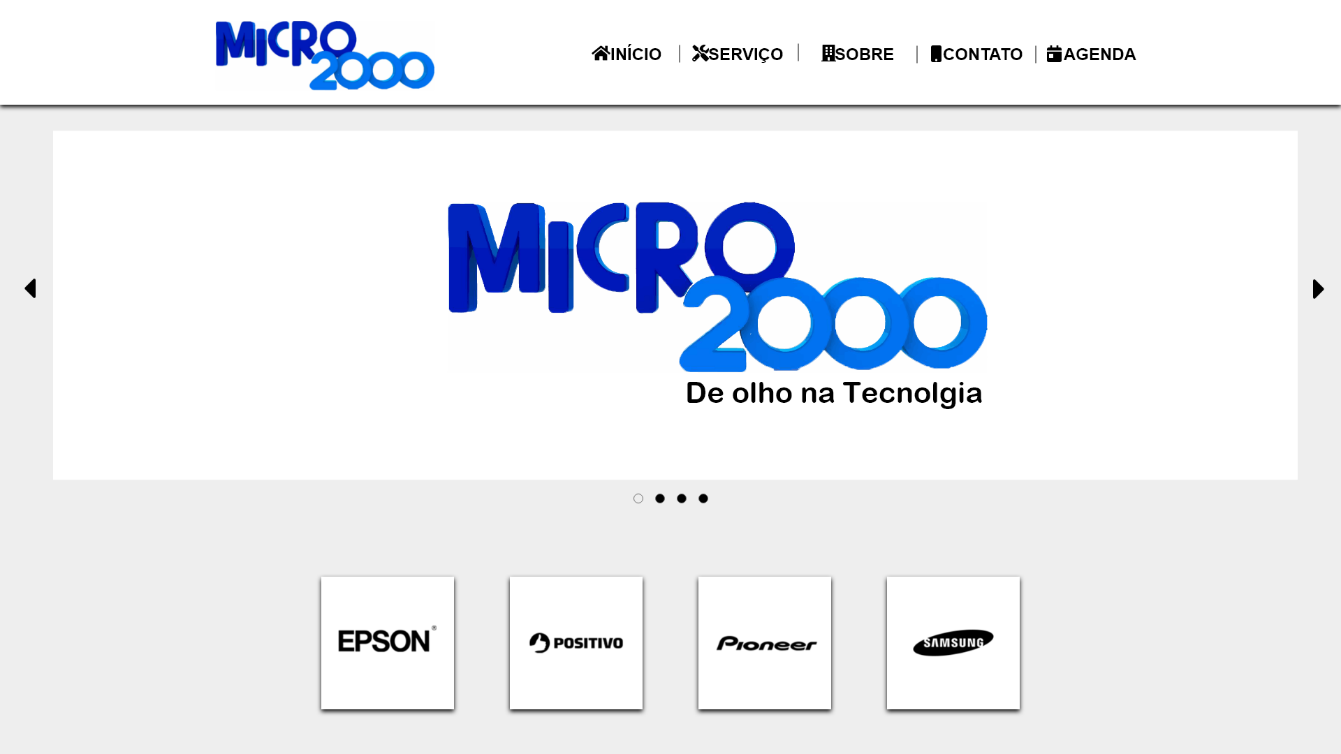 MICRO
2000
INÍCIO
SERVIÇO
SOBRE
CONTATO
AGENDA
MICRO
2000
De olho na Tecnolgia
EPSON®
POSITIVO
Pioneer
SAMSUNG